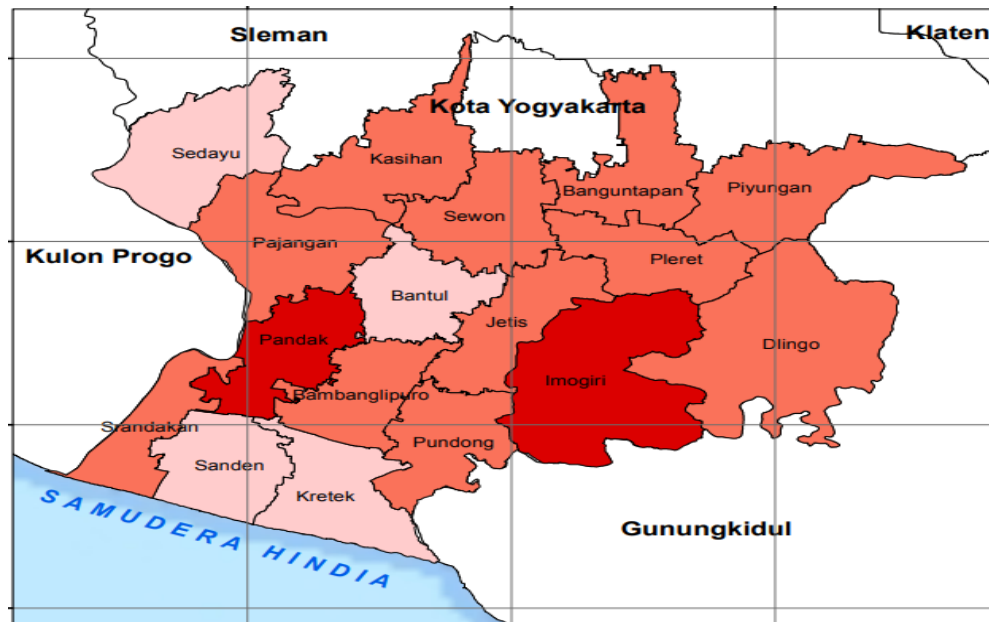 Sleman
Klaten
Kota Yogyakarta
Sedayu
Kasihan
Banguntapan
Piyungan
Sewon
Pajangan
Kulon Progo
Pleret
Bantul
Jetis
Pandak
Dlingo
Imogiri
Bambanglipuro
Srandakan
Pundong
Sanden
Kretek
Gunungkidul
SAMUDERA HINDIA